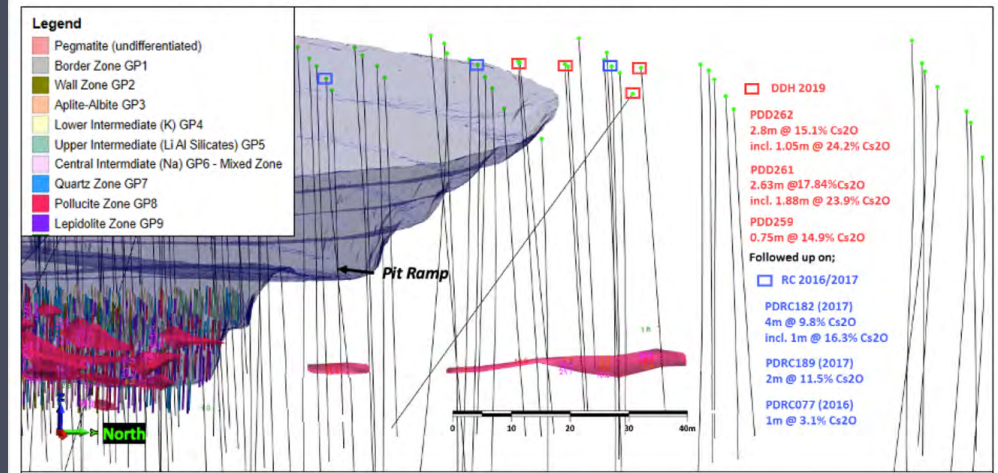 Legend
Pegmatite (undifferentiated)
Border Zone GP1
Wall Zone GP2
Aplite-Albite GP3
Lower Intermediate (K) GP4
Upper Intermediate (Li Al Silicates) GP5
Central Intermdiate (Na) GP6 - Mixed Zone
Quartz Zone GP7
Pollucite Zone GP8
Lepidolite Zone GP9
Pit Ramp
North
0 10m 20m 30m 40m
DDH 2019
PDD262
2.8m @ 15.1% Cs2O
incl. 1.05m @ 24.2% Cs2O
PDD261
2.63m @17.84%Cs2O
incl. 1.88m @ 23.9% Cs2O
PDD259
0.75m @ 14.9% Cs2O
Followed up on;
RC 2016/2017
PDRC182 (2017)
4m @ 9.8% Cs2O
incl. 1m @ 16.3% Cs2O
PDRC189 (2017)
2m @ 11.5% Cs2O
PDRC077 (2016)
1m @ 3.1% Cs2O